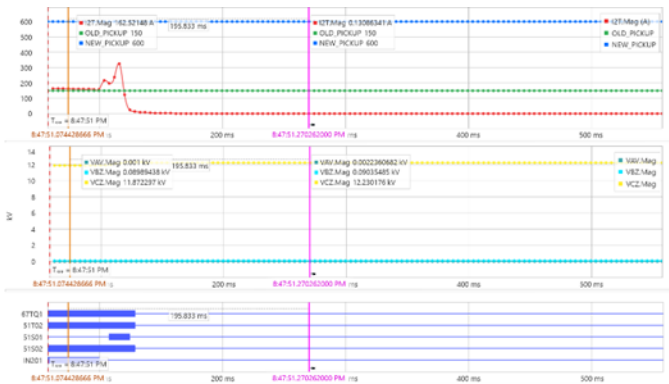 600
500
400
300
200
100
0
I2T.Mag 162.52148 A
OLD_PICKUP 150
NEW_PICKUP 600
195.833 ms
I2T.Mag 0.13086341 A
OLD_PICKUP 150
NEW_PICKUP 600
I2T.Mag (A)
OLD_PICKUP
NEW_PICKUP
= 8:47:51 PM
8:47:51.074428666 PM
200 ms
8:47:51.270262000 PM
ms
400 ms
500 ms
14
12
10
8
6
4
2
0
kV
VAV.Mag 0.001 kV
VBZ.Mag 0.08989438 kV
VCZ.Mag 11.872297 kV
195.833 ms
VAV.Mag 0.0022360682 kV
VBZ.Mag 0.09035485 kV
VCZ.Mag 12.230176 kV
VAV.Mag
VBZ.Mag
VCZ.Mag
= 8:47:51 PM
8:47:51.074428666 PM
200 ms
8:47:51.270262000 PM
ms
400 ms
500 ms
67TQ1
51T02
51S01
51S02
IN201
195.833 ms
= 8:47:51 PM
8:47:51.074428666 PM
200 ms
8:47:51.270262000 PM
ms
400 ms
500 ms